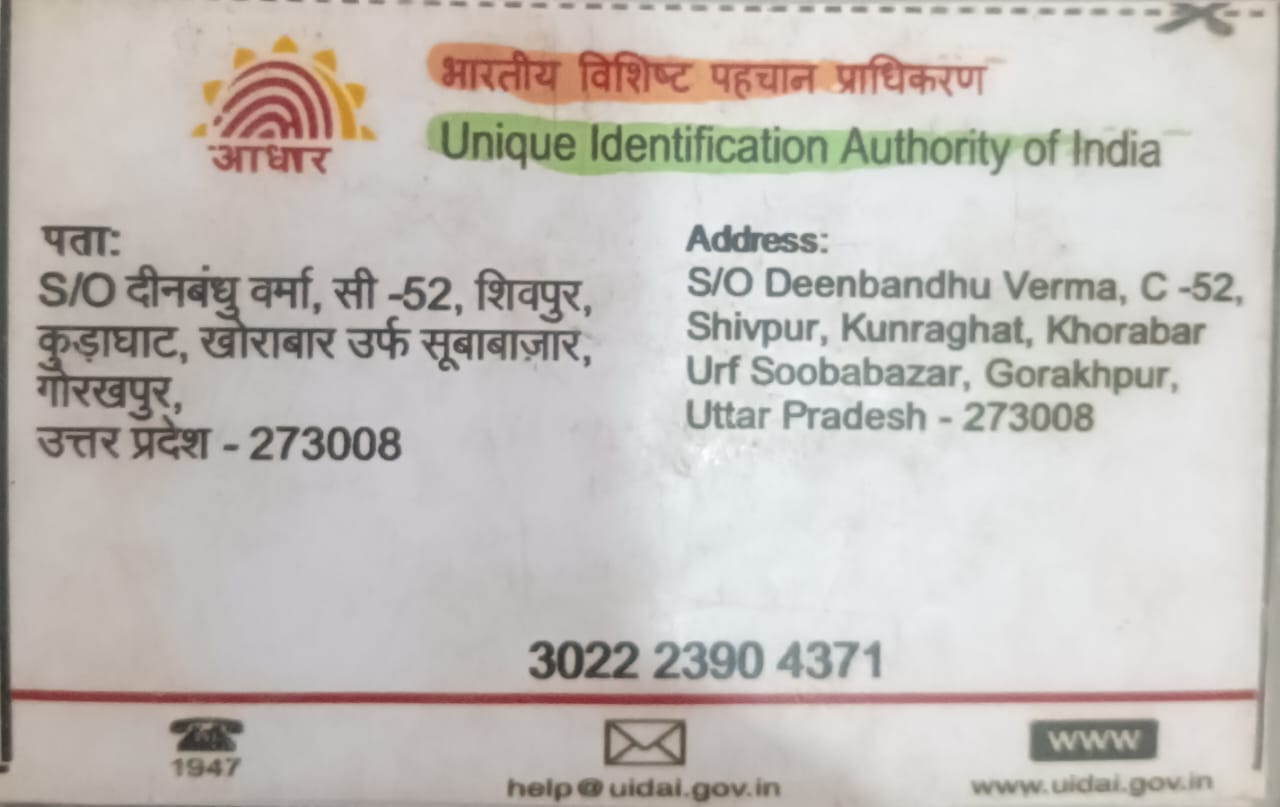 आधार
भारतीय विशिष्ट पहचान प्राधिकरण
Unique Identification Authority of India
पता:
S/O दीनबंधु वर्मा, सी -52, शिवपुर,
कुड़ाघाट, खोराबार उर्फ सूबाबाज़ार,
गोरखपुर,
उत्तर प्रदेश - 273008
Address:
S/O Deenbandhu Verma, C -52,
Shivpur, Kunraghat, Khorabar
Urf Soobabazar, Gorakhpur,
Uttar Pradesh - 273008
3022 2390 4371
1947
help@uidai.gov.in
www
www.uidai.gov.in